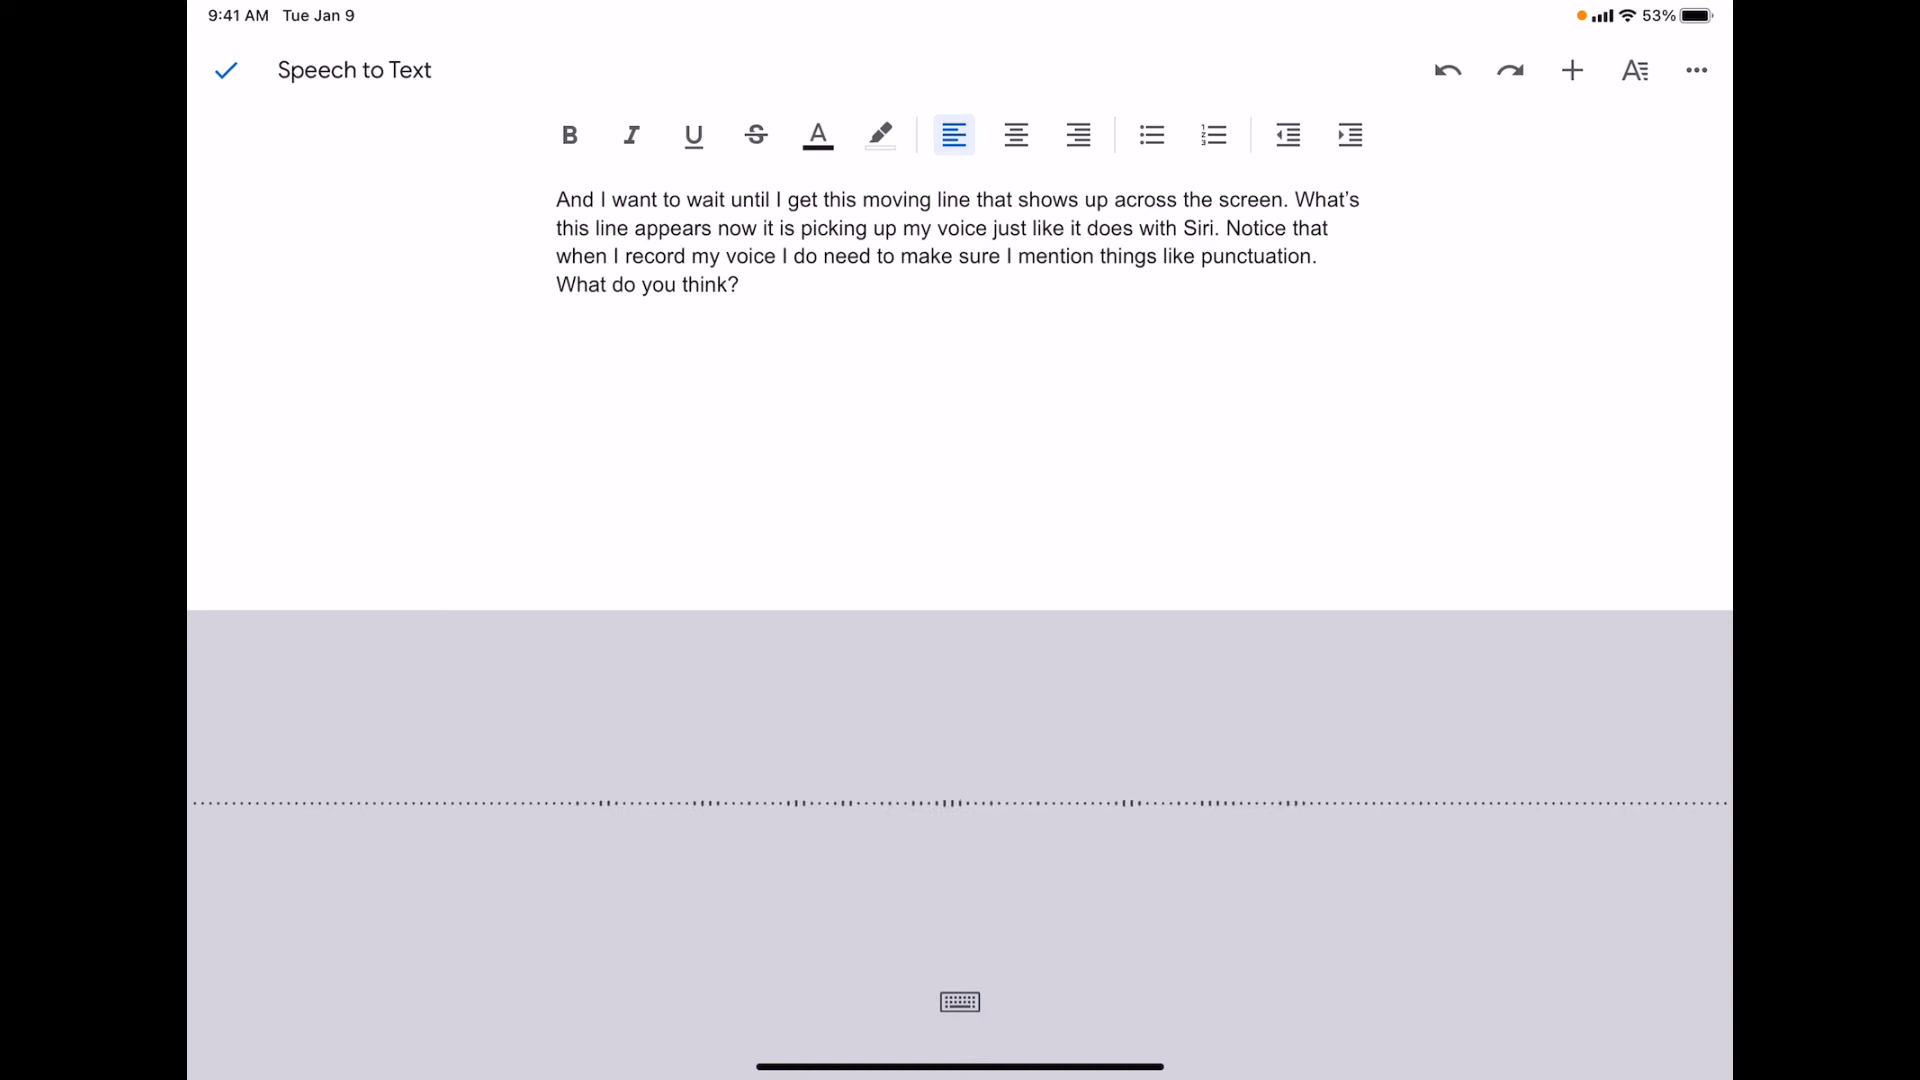 9:41 AM Tue Jan 9
53%
Speech to Text
B I U S A
And I want to wait until I get this moving line that shows up across the screen. What’s
this line appears now it is picking up my voice just like it does with Siri. Notice that
when I record my voice I do need to make sure I mention things like punctuation.
What do you think?